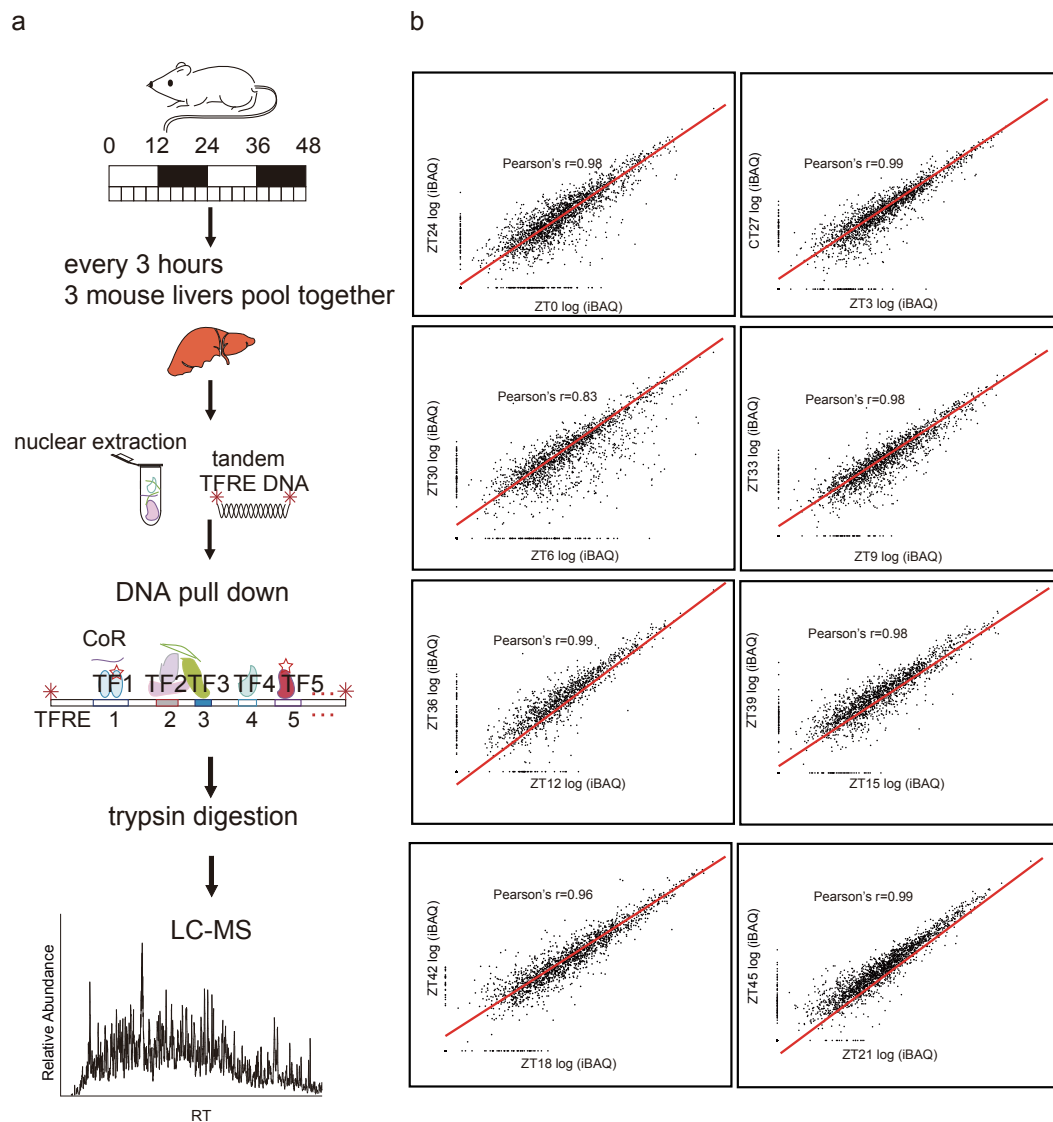 a
0 12 24 36 48
every 3 hours
3 mouse livers pool together
nuclear extraction
tandem
TFRE DNA
DNA pull down
CoR
TF1 TF2 TF3 TF4 TF5 ...
TFRE 1 2 3 4 5 ...
trypsin digestion
LC-MS
Relative Abundance
RT
b
Pearson's r=0.98
ZT24 log (iBAQ)
ZT0 log (iBAQ)
Pearson's r=0.99
CT27 log (iBAQ)
ZT3 log (iBAQ)
Pearson's r=0.83
ZT30 log (iBAQ)
ZT6 log (iBAQ)
Pearson's r=0.98
ZT33 log (iBAQ)
ZT9 log (iBAQ)
Pearson's r=0.99
ZT36 log (iBAQ)
ZT12 log (iBAQ)
Pearson's r=0.98
ZT39 log (iBAQ)
ZT15 log (iBAQ)
Pearson's r=0.96
ZT42 log (iBAQ)
ZT18 log (iBAQ)
Pearson's r=0.99
ZT45 log (iBAQ)
ZT21 log (iBAQ)